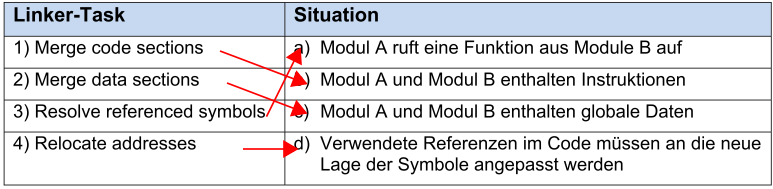 Linker-Task Situation
1) Merge code sections a) Modul A ruft eine Funktion aus Module B auf
2) Merge data sections b) Modul A und Modul B enthalten Instruktionen
3) Resolve referenced symbols c) Modul A und Modul B enthalten globale Daten
4) Relocate addresses d) Verwendete Referenzen im Code müssen an die neue
Lage der Symbole angepasst werden